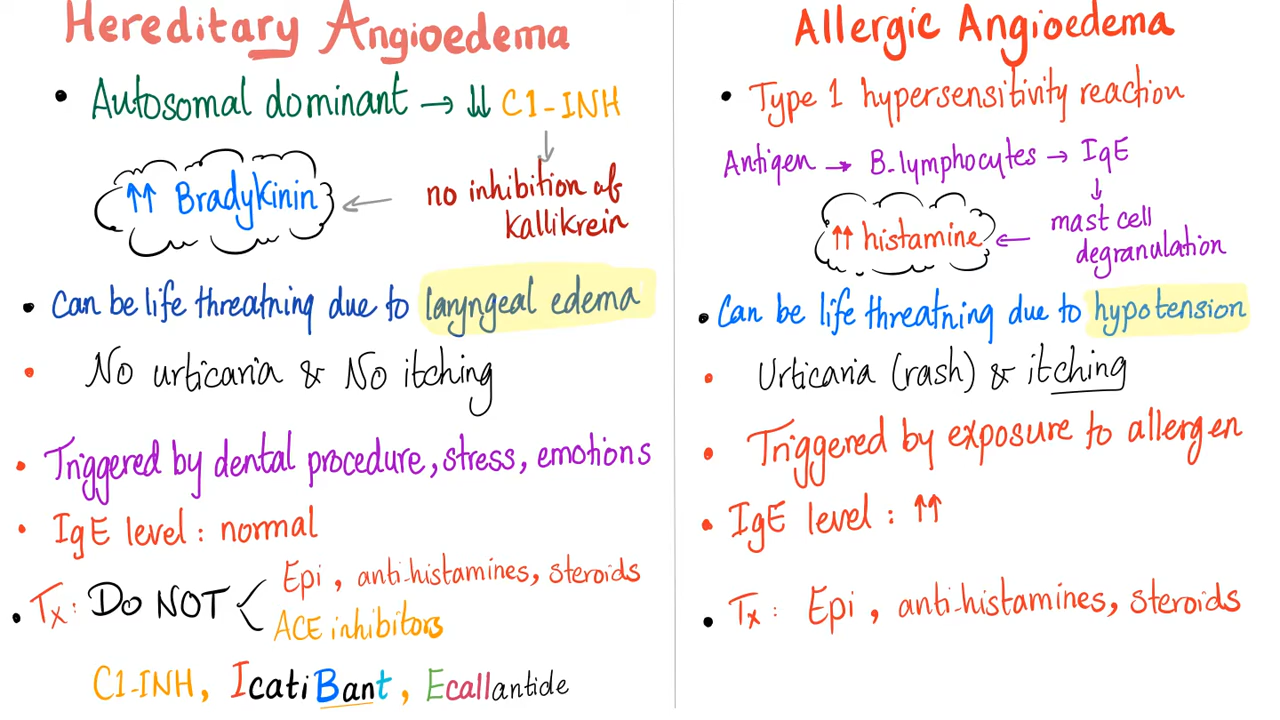 Hereditary Angioedema
• Autosomal dominant → ↓↓ C1-INH
no inhibition of
kallikrein
↑↑ Bradykinin
• Can be life threatning due to laryngeal edema
• No urticaria & No itching
• Triggered by dental procedure, stress, emotions
• IgE level: normal
• Tx: Do NOT
Epi, anti-histamines, steroids
ACE inhibitors
C1-INH, IcatiBant, Ecallantide
Allergic Angioedema
• Type 1 hypersensitivity reaction
Antigen → B.lymphocytes → IgE
mast cell
degranulation
↑↑ histamine
• Can be life threatning due to hypotension
• Urticaria (rash) & itching
• Triggered by exposure to allergen
• IgE level: ↑↑
• Tx: Epi, anti-histamines, steroids